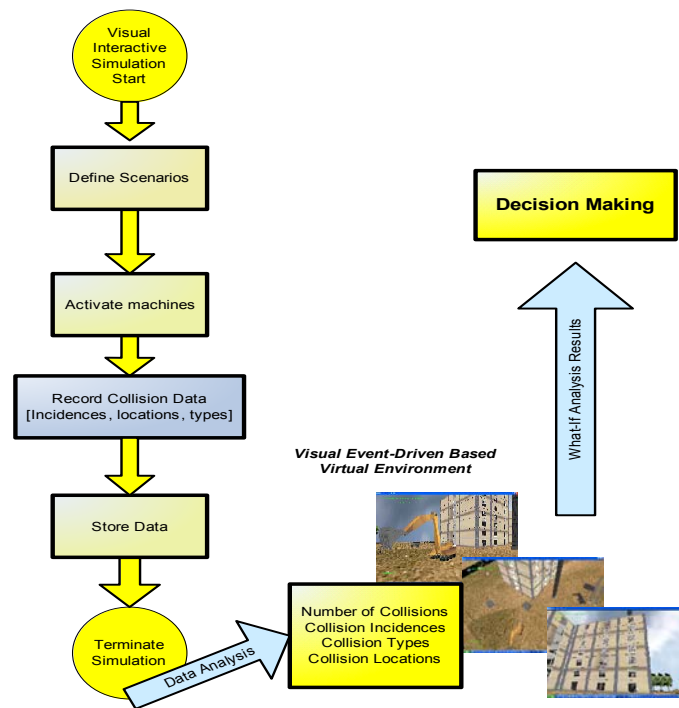 Visual
Interactive
Simulation
Start
Define Scenarios
Activate machines
Record Collision Data
[Incidences, locations, types]
Store Data
Terminate
Simulation
Data Analysis
Visual Event-Driven Based
Virtual Environment
Number of Collisions
Collision Incidences
Collision Types
Collision Locations
What-If Analysis Results
Decision Making